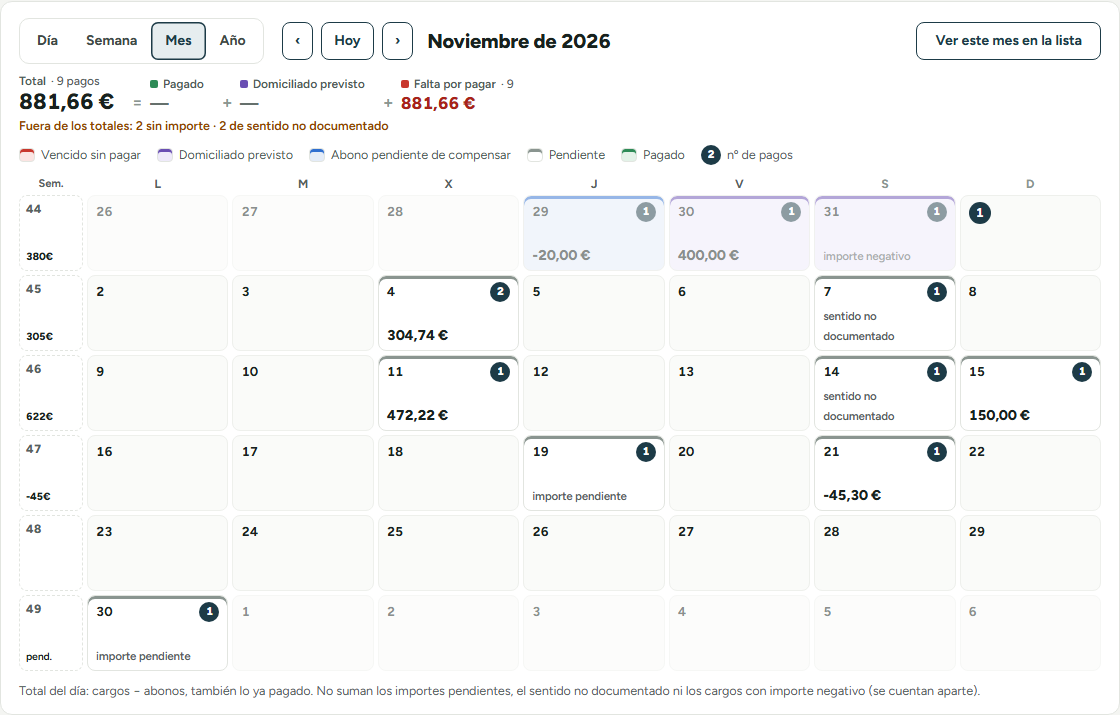 Día Semana Mes Año ‹ Hoy › Noviembre de 2026 Ver este mes en la lista
Total · 9 pagos Pagado Domiciliado previsto Falta por pagar · 9
881,66 € = — + — + 881,66 €
Fuera de los totales: 2 sin importe · 2 de sentido no documentado
Vencido sin pagar Domiciliado previsto Abono pendiente de compensar Pendiente Pagado 2 nº de pagos
Sem. L M X J V S D
44 26 27 28 29 1 30 1 31 1 1
380€ -20,00 € 400,00 € importe negativo
45 2 3 4 2 5 6 7 1 8
sentido no
305€ 304,74 € documentado
46 9 10 11 1 12 13 14 1 15 1
sentido no
622€ 472,22 € documentado 150,00 €
47 16 17 18 19 1 20 21 1 22
-45€ importe pendiente -45,30 €
48 23 24 25 26 27 28 29
49 30 1 1 2 3 4 5 6
pend. importe pendiente
Total del día: cargos − abonos, también lo ya pagado. No suman los importes pendientes, el sentido no documentado ni los cargos con importe negativo (se cuentan aparte).